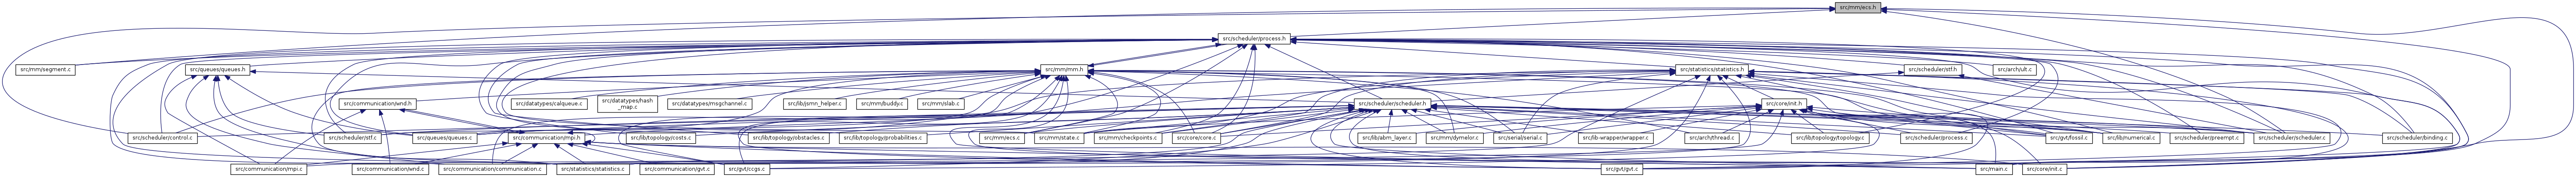 src/mm/ecs.h
src/scheduler/process.h
src/mm/segment.c
src/queues/queues.h
src/mm/mm.h
src/statistics/statistics.h
src/scheduler/stf.h
src/arch/ult.c
src/communication/wnd.h
src/datatypes/calqueue.c
src/datatypes/hash
_map.c
src/datatypes/msgchannel.c
src/lib/jsmn_helper.c
src/mm/buddy.c
src/mm/slab.c
src/scheduler/scheduler.h
src/core/init.h
src/scheduler/control.c
src/scheduler/stf.c
src/queues/queues.c
src/communication/mpi.h
src/lib/topology/costs.c
src/lib/topology/obstacles.c
src/lib/topology/probabilities.c
src/mm/ecs.c
src/mm/state.c
src/mm/checkpoints.c
src/core/core.c
src/lib/abm_layer.c
src/mm/dymelor.c
src/serial/serial.c
src/lib-wrapper/wrapper.c
src/arch/thread.c
src/lib/topology/topology.c
src/scheduler/process.c
src/gvt/fossil.c
src/lib/numerical.c
src/scheduler/preempt.c
src/scheduler/scheduler.c
src/scheduler/binding.c
src/communication/mpi.c
src/communication/wnd.c
src/communication/communication.c
src/statistics/statistics.c
src/communication/gvt.c
src/gvt/ccgs.c
src/gvt/gvt.c
src/main.c
src/core/init.c